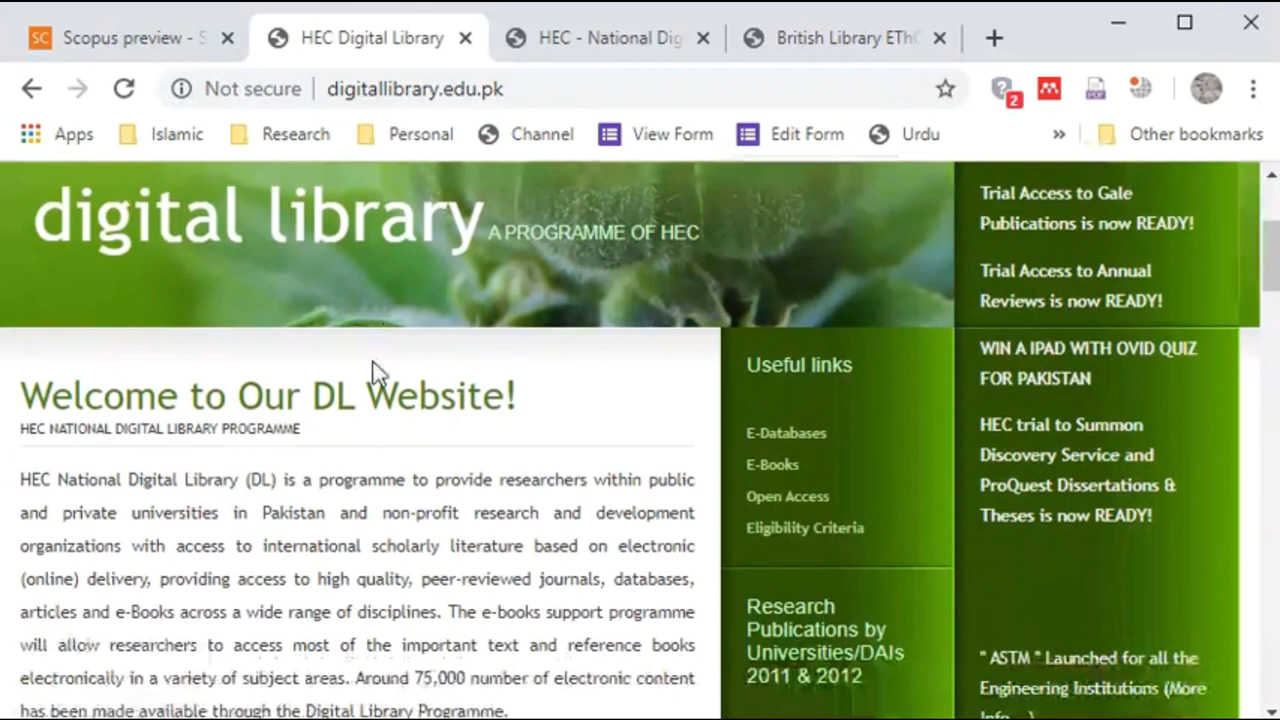 SC Scopus preview - S
HEC Digital Library
HEC - National Dig
British Library EThO
Not secure
digitallibrary.edu.pk
2
PDF
Apps
Islamic
Research
Personal
Channel
View Form
Edit Form
Urdu
»
Other bookmarks
digital library A PROGRAMME OF HEC
Welcome to Our DL Website!
HEC NATIONAL DIGITAL LIBRARY PROGRAMME
HEC National Digital Library (DL) is a programme to provide researchers within public
and private universities in Pakistan and non-profit research and development
organizations with access to international scholarly literature based on electronic
(online) delivery, providing access to high quality, peer-reviewed journals, databases,
articles and e-Books across a wide range of disciplines. The e-books support programme
will allow researchers to access most of the important text and reference books
electronically in a variety of subject areas. Around 75,000 number of electronic content
has been made available through the Digital Library Programme.
Useful links
E-Databases
E-Books
Open Access
Eligibility Criteria
Research
Publications by
Universities/DAIs
2011 & 2012
Trial Access to Gale
Publications is now READY!
Trial Access to Annual
Reviews is now READY!
WIN A IPAD WITH OVID QUIZ
FOR PAKISTAN
HEC trial to Summon
Discovery Service and
ProQuest Dissertations &
Theses is now READY!
" ASTM " Launched for all the
Engineering Institutions (More
Info....)